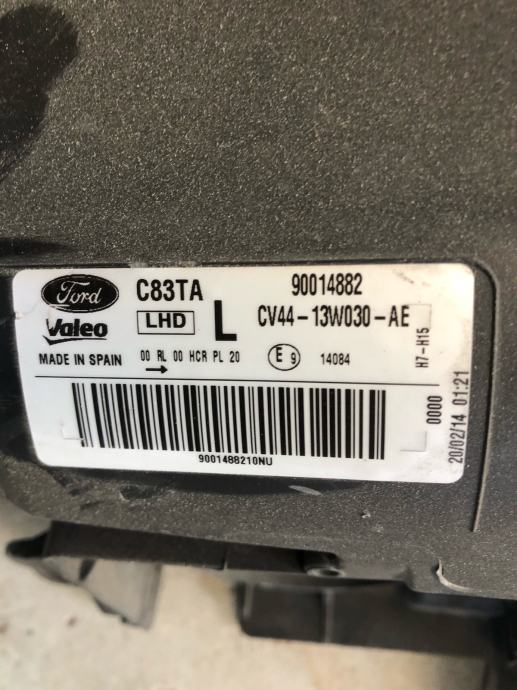 Ford C83TA 90014882
Valeo LHD L CV44-13W030-AE
MADE IN SPAIN 00 RL 00 HCR PL 20 E 9 14084
9001488210NU
H7-H15
0000
20/02/14 01:21